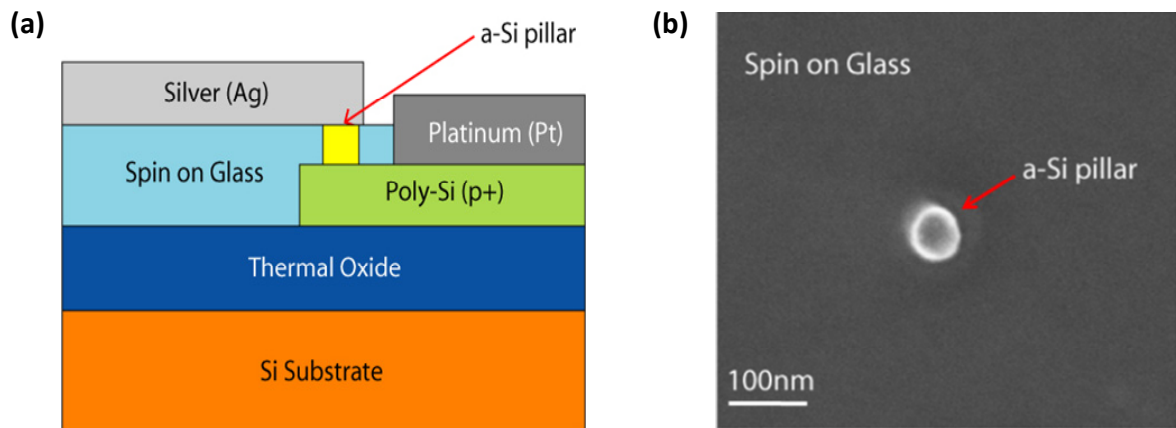 (a)
a-Si pillar
Silver (Ag)
Platinum (Pt)
Spin on Glass
Poly-Si (p+)
Thermal Oxide
Si Substrate
(b)
Spin on Glass
a-Si pillar
100nm